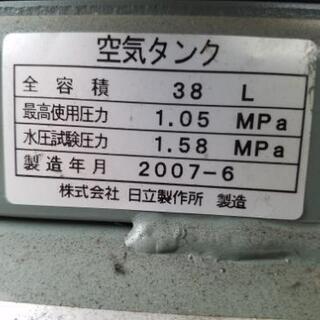 空気タンク
全容積 38 L
最高使用圧力 1.05 MPa
水圧試験圧力 1.58 MPa
製造年月 2007-6
株式会社 日立製作所 製造